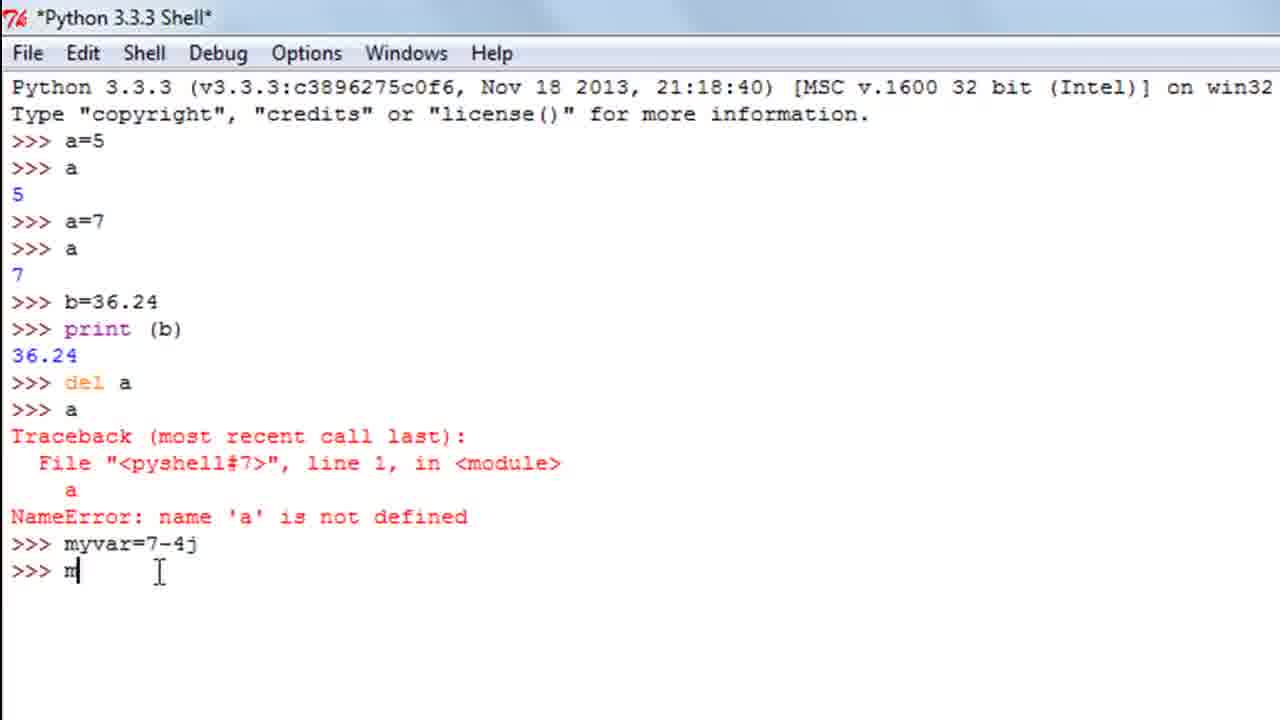 *Python 3.3.3 Shell*
File Edit Shell Debug Options Windows Help
Python 3.3.3 (v3.3.3:c3896275c0f6, Nov 18 2013, 21:18:40) [MSC v.1600 32 bit (Intel)] on win32
Type "copyright", "credits" or "license()" for more information.
>>> a=5
>>> a
5
>>> a=7
>>> a
7
>>> b=36.24
>>> print (b)
36.24
>>> del a
>>> a
Traceback (most recent call last):
  File "<pyshell#7>", line 1, in <module>
    a
NameError: name 'a' is not defined
>>> myvar=7-4j
>>> m